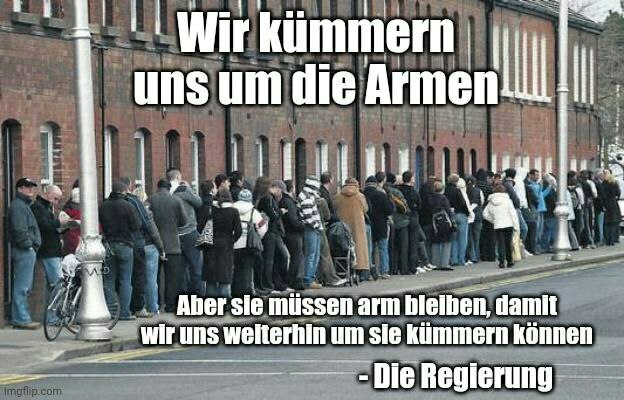 Wir kümmern
uns um die Armen
Aber sie müssen arm bleiben, damit
wir uns weiterhin um sie kümmern können
- Die Regierung
imgflip.com